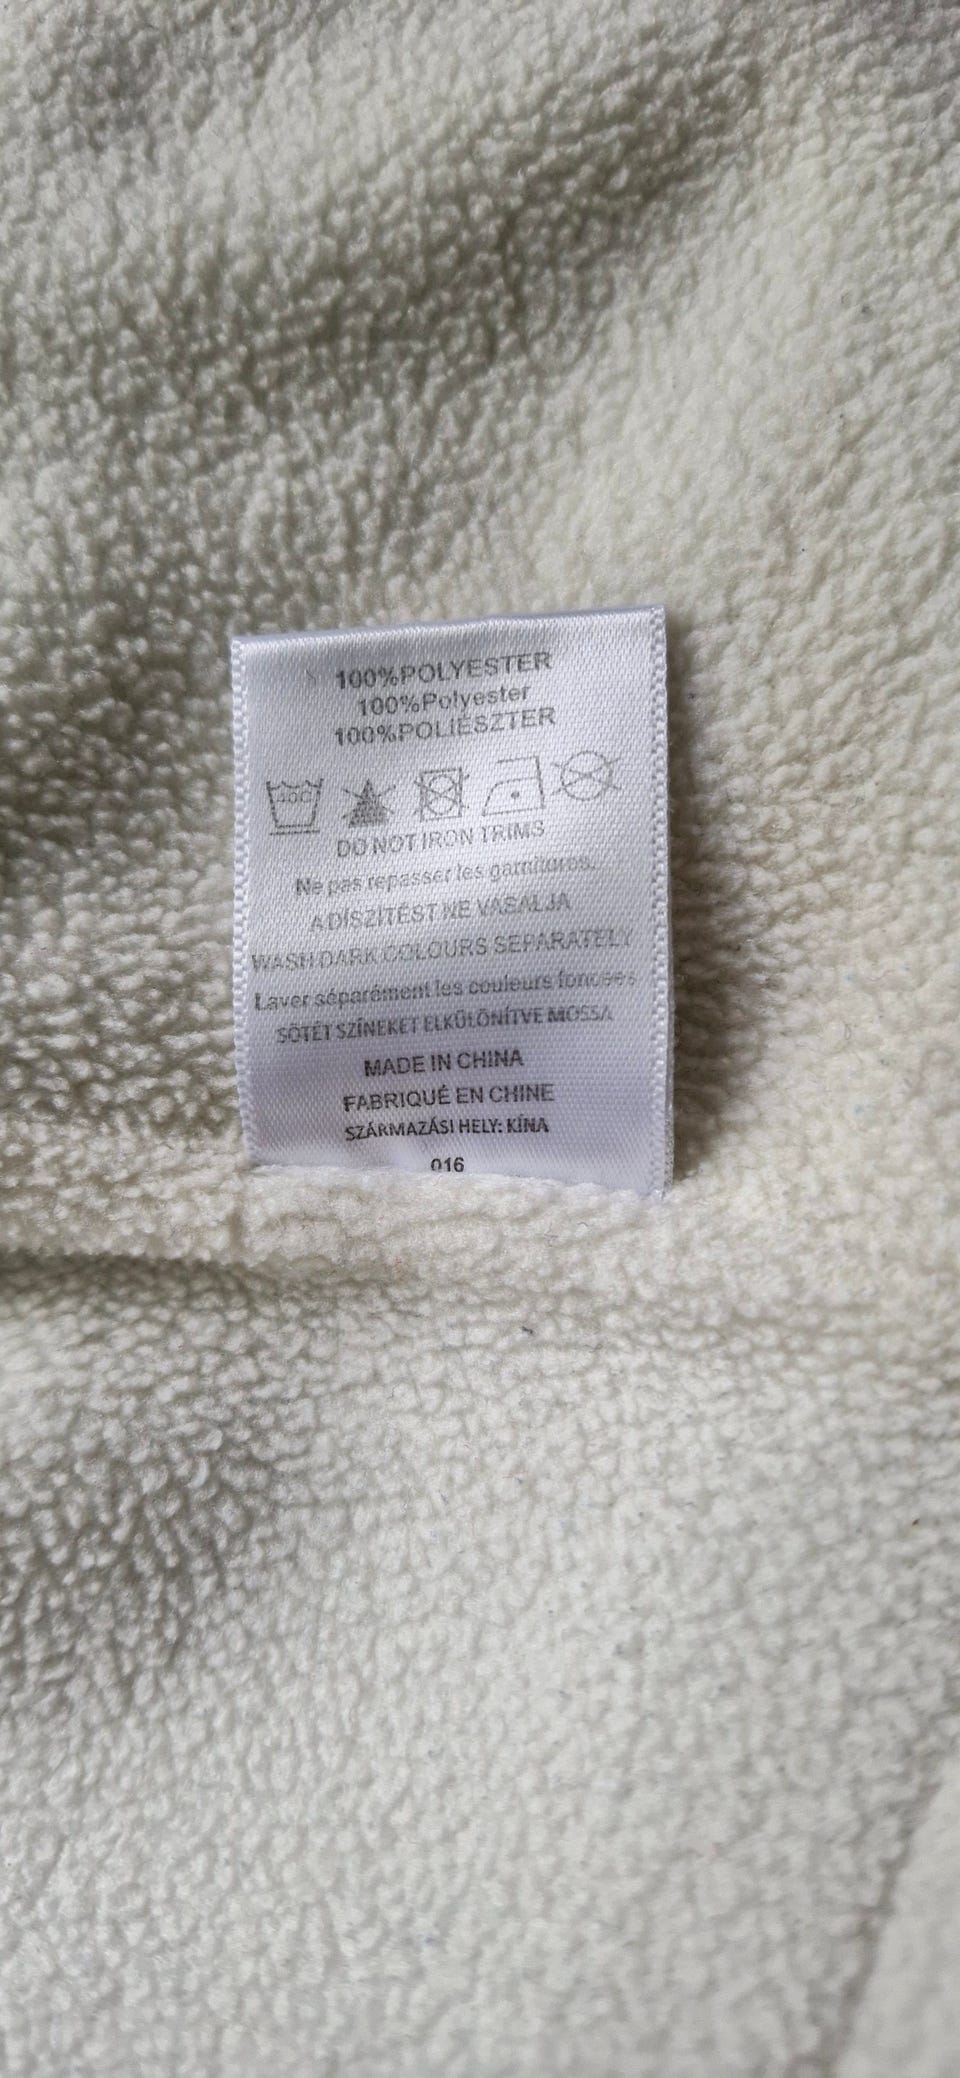 100%POLYESTER
100%Polyester
100%POLIÉSZTER
40C
DO NOT IRON TRIMS
Ne pas repasser les garnitures.
A DÍSZÍTÉST NE VASALJA
WASH DARK COLOURS SEPARATELY
Laver séparément les couleurs foncées
SÖTÉT SZÍNEKET ELKÜLÖNÍTVE MOSSA
MADE IN CHINA
FABRIQUÉ EN CHINE
SZÁRMAZÁSI HELY: KÍNA
016